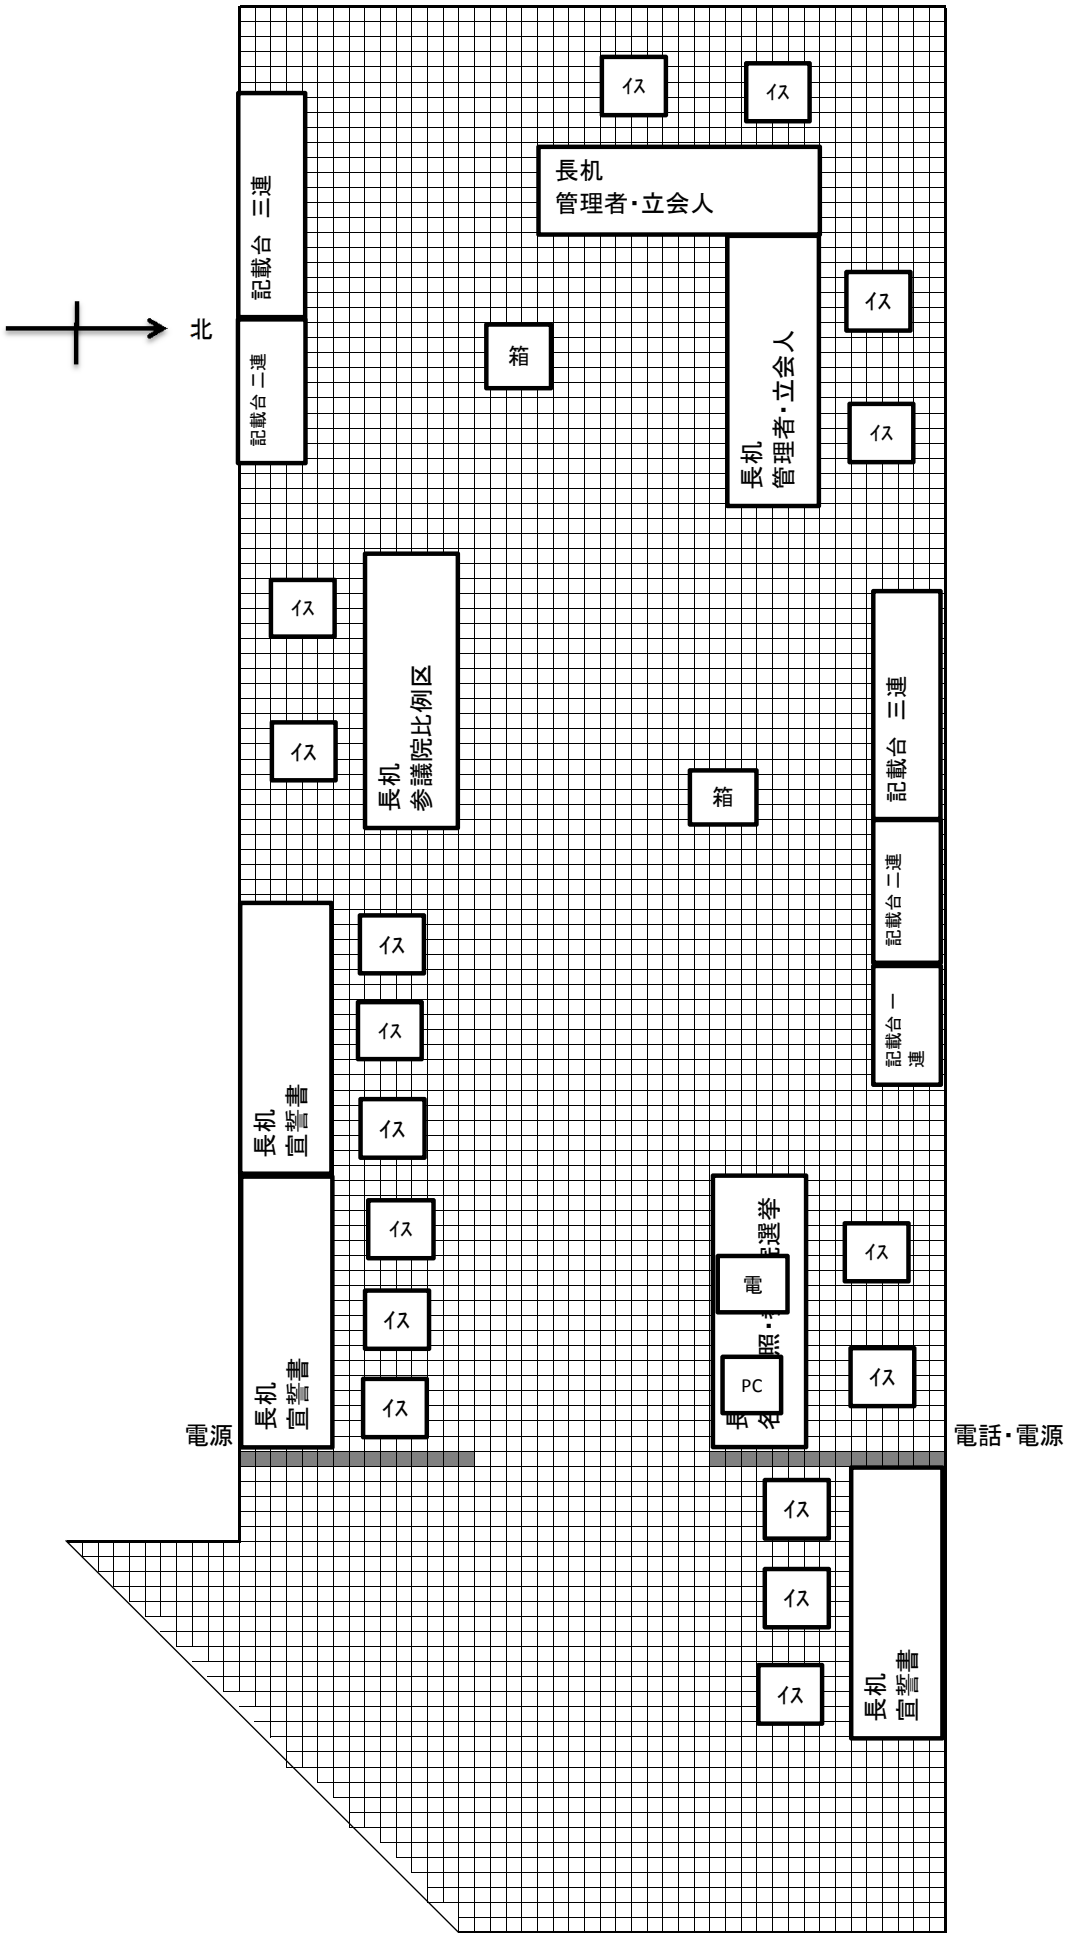 イス
イス
長机
管理者・立会人
記載台 三連
イス
北
箱
記載台 二連
長机
管理者・立会人
イス
イス
長机
参議院比例区
イス
記載台 三連
箱
記載台 二連
イス
長机
宣誓書
イス
記載台 一
連
イス
イス
長机
宣誓書
選挙
電
照・
イス
イス
PC
イス
イス
電源
電話・電源
イス
イス
長机
宣誓書
イス